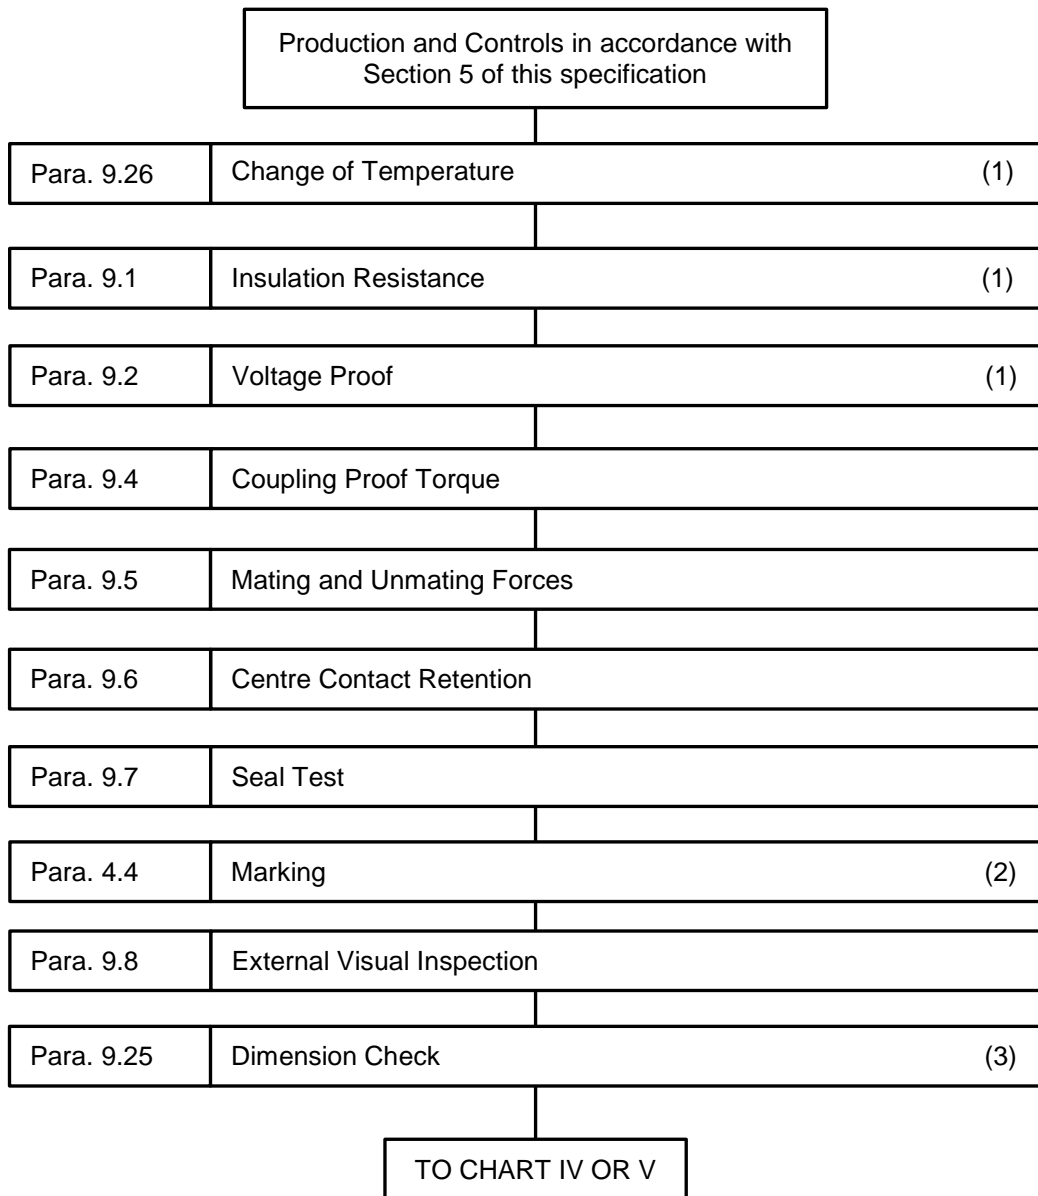 Production and Controls in accordance with
Section 5 of this specification
Para. 9.26 Change of Temperature (1)
Para. 9.1 Insulation Resistance (1)
Para. 9.2 Voltage Proof (1)
Para. 9.4 Coupling Proof Torque
Para. 9.5 Mating and Unmating Forces
Para. 9.6 Centre Contact Retention
Para. 9.7 Seal Test
Para. 4.4 Marking (2)
Para. 9.8 External Visual Inspection
Para. 9.25 Dimension Check (3)
TO CHART IV OR V